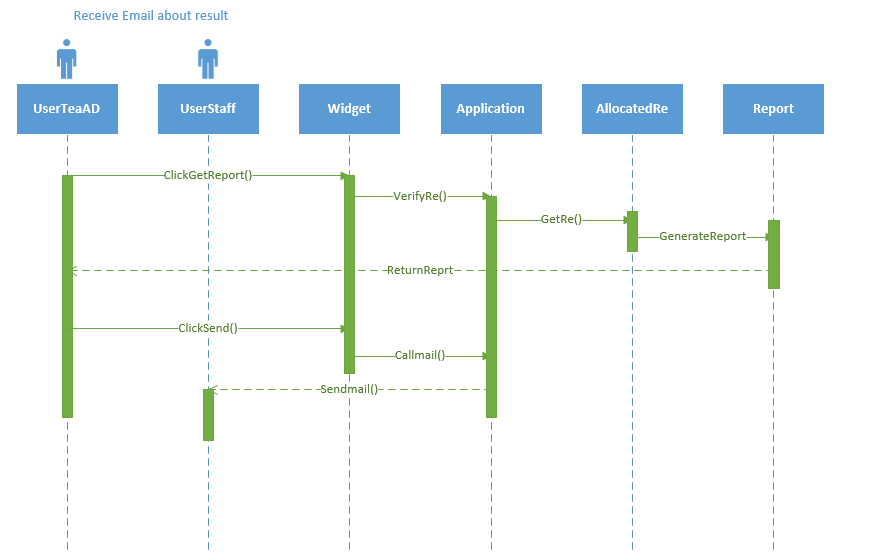 Receive Email about result
UserTeaAD
UserStaff
Widget
Application
AllocatedRe
Report
ClickGetReport()
VerifyRe()
GetRe()
GenerateReport
ReturnReprt
ClickSend()
Callmail()
Sendmail()